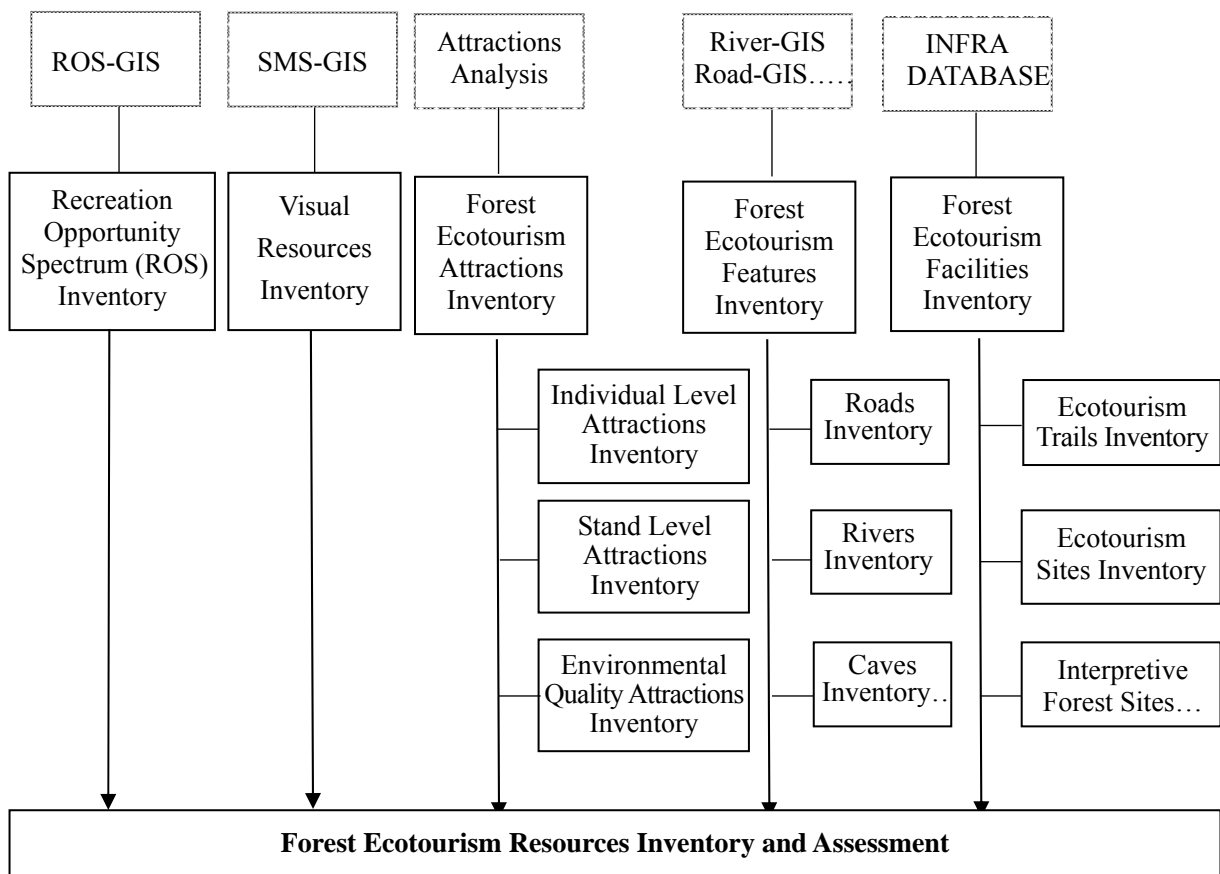 ROS-GIS
SMS-GIS
Attractions
Analysis
River-GIS
Road-GIS……
INFRA
DATABASE
Recreation
Opportunity
Spectrum (ROS)
Inventory
Visual
Resources
Inventory
Forest
Ecotourism
Attractions
Inventory
Forest
Ecotourism
Features
Inventory
Forest
Ecotourism
Facilities
Inventory
Individual Level
Attractions
Inventory
Stand Level
Attractions
Inventory
Environmental
Quality Attractions
Inventory
Roads
Inventory
Rivers
Inventory
Caves
Inventory…
Ecotourism
Trails Inventory
Ecotourism
Sites Inventory
Interpretive
Forest Sites…
Forest Ecotourism Resources Inventory and Assessment